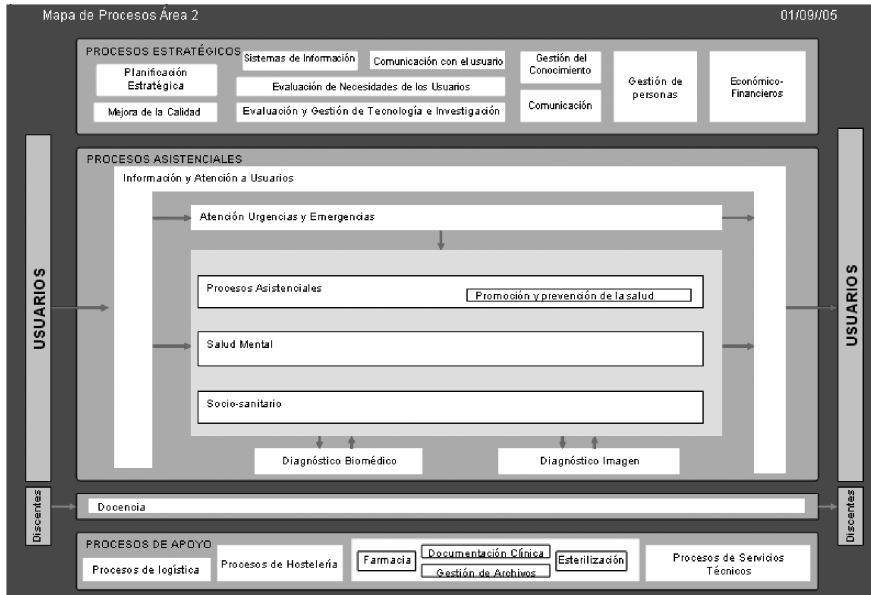 Mapa de Procesos Área 2
01/09//05
PROCESOS ESTRATÉGICOS
Planificación
Estratégica
Mejora de la Calidad
Sistemas de Información
Comunicación con el usuario
Evaluación de Necesidades de los Usuarios
Evaluación y Gestión de Tecnología e Investigación
Gestión del
Conocimiento
Comunicación
Gestión de
personas
Económico-
Financieros
USUARIOS
PROCESOS ASISTENCIALES
Información y Atención a Usuarios
Atención Urgencias y Emergencias
Procesos Asistenciales
Promoción y prevención de la salud
Salud Mental
Socio-sanitario
Diagnóstico Biomédico
Diagnóstico Imagen
USUARIOS
Discentes
Docencia
Discentes
PROCESOS DE APOYO
Procesos de logística
Procesos de Hostelería
Farmacia
Documentación Clínica
Gestión de Archivos
Esterilización
Procesos de Servicios
Técnicos